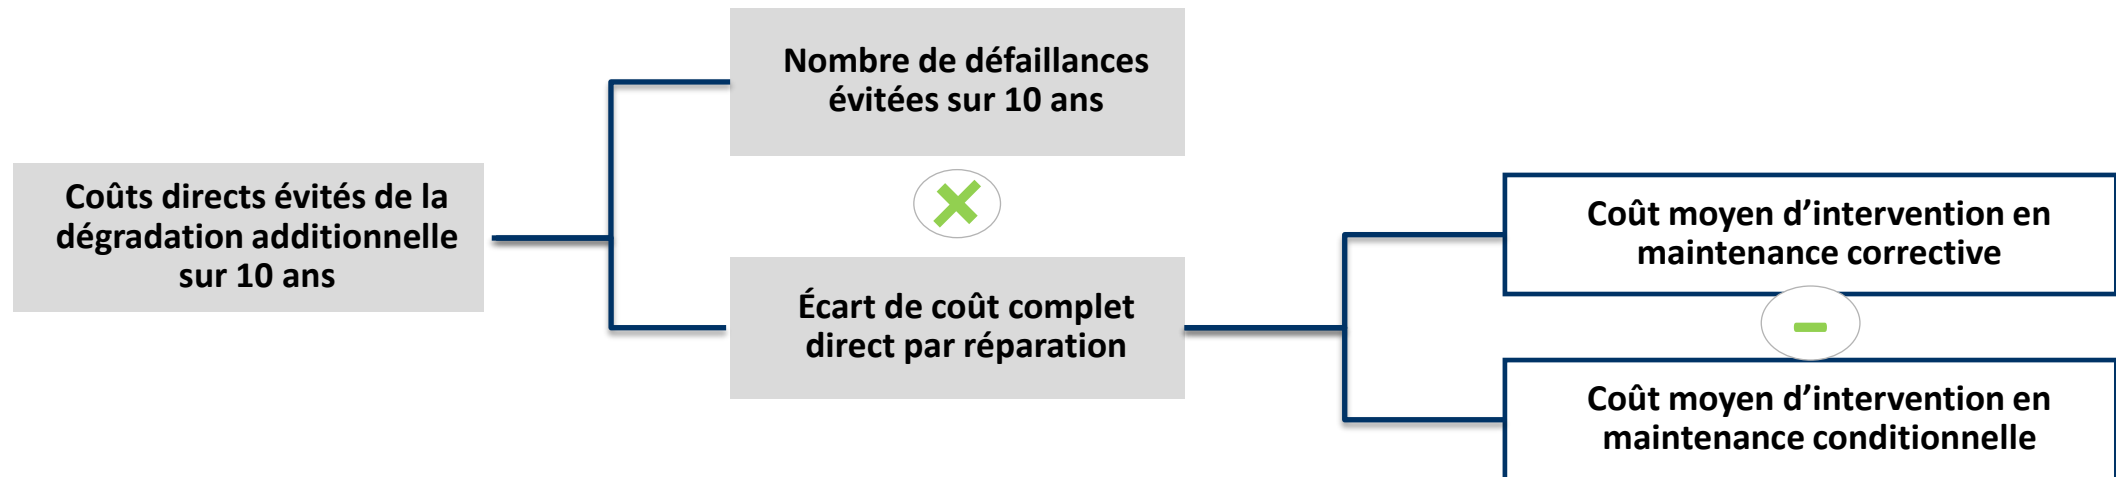 Nombre de défaillances
évitées sur 10 ans
Coûts directs évités de la
dégradation additionnelle
sur 10 ans
×
Écart de coût complet
direct par réparation
Coût moyen d’intervention en
maintenance corrective
-
Coût moyen d’intervention en
maintenance conditionnelle